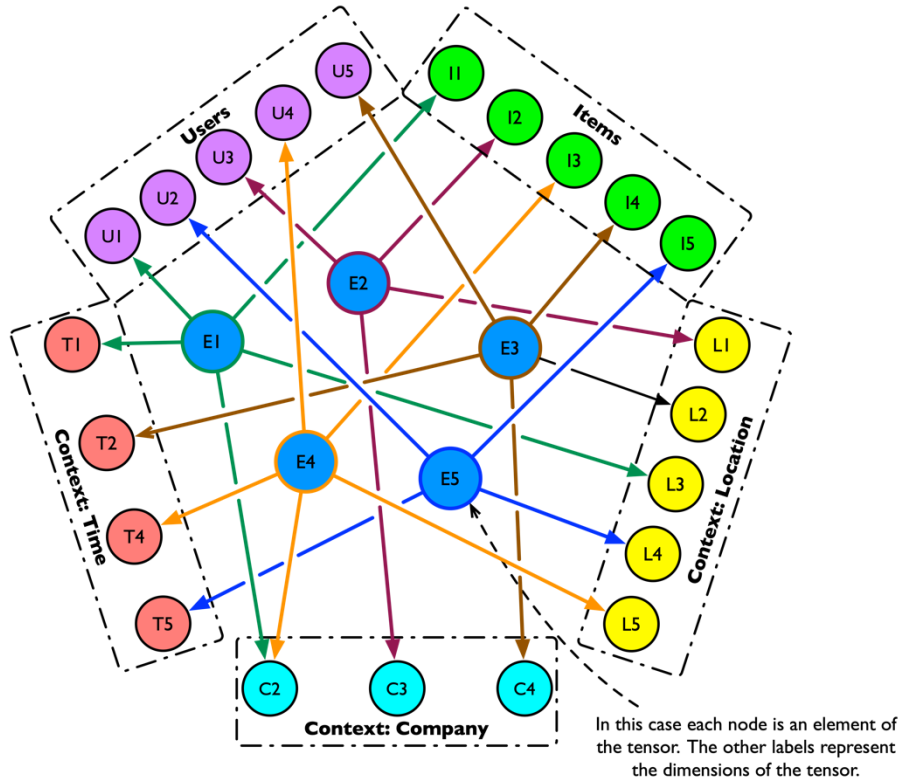 U5
I1
U4
I2
Users
Items
U3
I3
U2
I4
U1
I5
E2
T1
E1
E3
L1
L2
T2
E4
E5
L3
Context: Time
Context: Location
T4
L4
T5
L5
C2
C3
C4
Context: Company
In this case each node is an element of
the tensor. The other labels represent
the dimensions of the tensor.